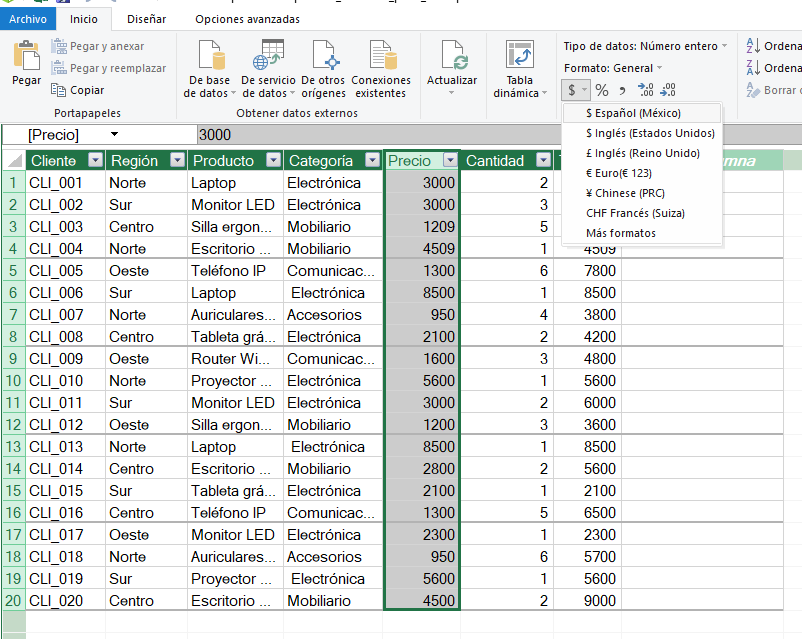 Archivo Inicio Diseñar Opciones avanzadas
Pegar
Pegar y anexar
Pegar y reemplazar
Copiar
Portapapeles
De base de datos
De servicio de datos
De otros orígenes
Conexiones existentes
Obtener datos externos
Actualizar
Tabla dinámica
Tipo de datos: Número entero
Formato: General
$ % , ,00 ,00
Ordena
Ordena
Borrar
$ Español (México)
$ Inglés (Estados Unidos)
£ Inglés (Reino Unido)
€ Euro(€ 123)
¥ Chinese (PRC)
CHF Francés (Suiza)
Más formatos
[Precio] 3000
Cliente Región Producto Categoría Precio Cantidad mna
1 CLI_001 Norte Laptop Electrónica 3000 2
2 CLI_002 Sur Monitor LED Electrónica 3000 3
3 CLI_003 Centro Silla ergon... Mobiliario 1209 5
4 CLI_004 Norte Escritorio ... Mobiliario 4509 1 4509
5 CLI_005 Oeste Teléfono IP Comunicac... 1300 6 7800
6 CLI_006 Sur Laptop Electrónica 8500 1 8500
7 CLI_007 Norte Auriculares... Accesorios 950 4 3800
8 CLI_008 Centro Tableta grá... Electrónica 2100 2 4200
9 CLI_009 Oeste Router Wi... Comunicac... 1600 3 4800
10 CLI_010 Norte Proyector ... Electrónica 5600 1 5600
11 CLI_011 Sur Monitor LED Electrónica 3000 2 6000
12 CLI_012 Oeste Silla ergon... Mobiliario 1200 3 3600
13 CLI_013 Norte Laptop Electrónica 8500 1 8500
14 CLI_014 Centro Escritorio ... Mobiliario 2800 2 5600
15 CLI_015 Sur Tableta grá... Electrónica 2100 1 2100
16 CLI_016 Centro Teléfono IP Comunicac... 1300 5 6500
17 CLI_017 Oeste Monitor LED Electrónica 2300 1 2300
18 CLI_018 Norte Auriculares... Accesorios 950 6 5700
19 CLI_019 Sur Proyector ... Electrónica 5600 1 5600
20 CLI_020 Centro Escritorio ... Mobiliario 4500 2 9000